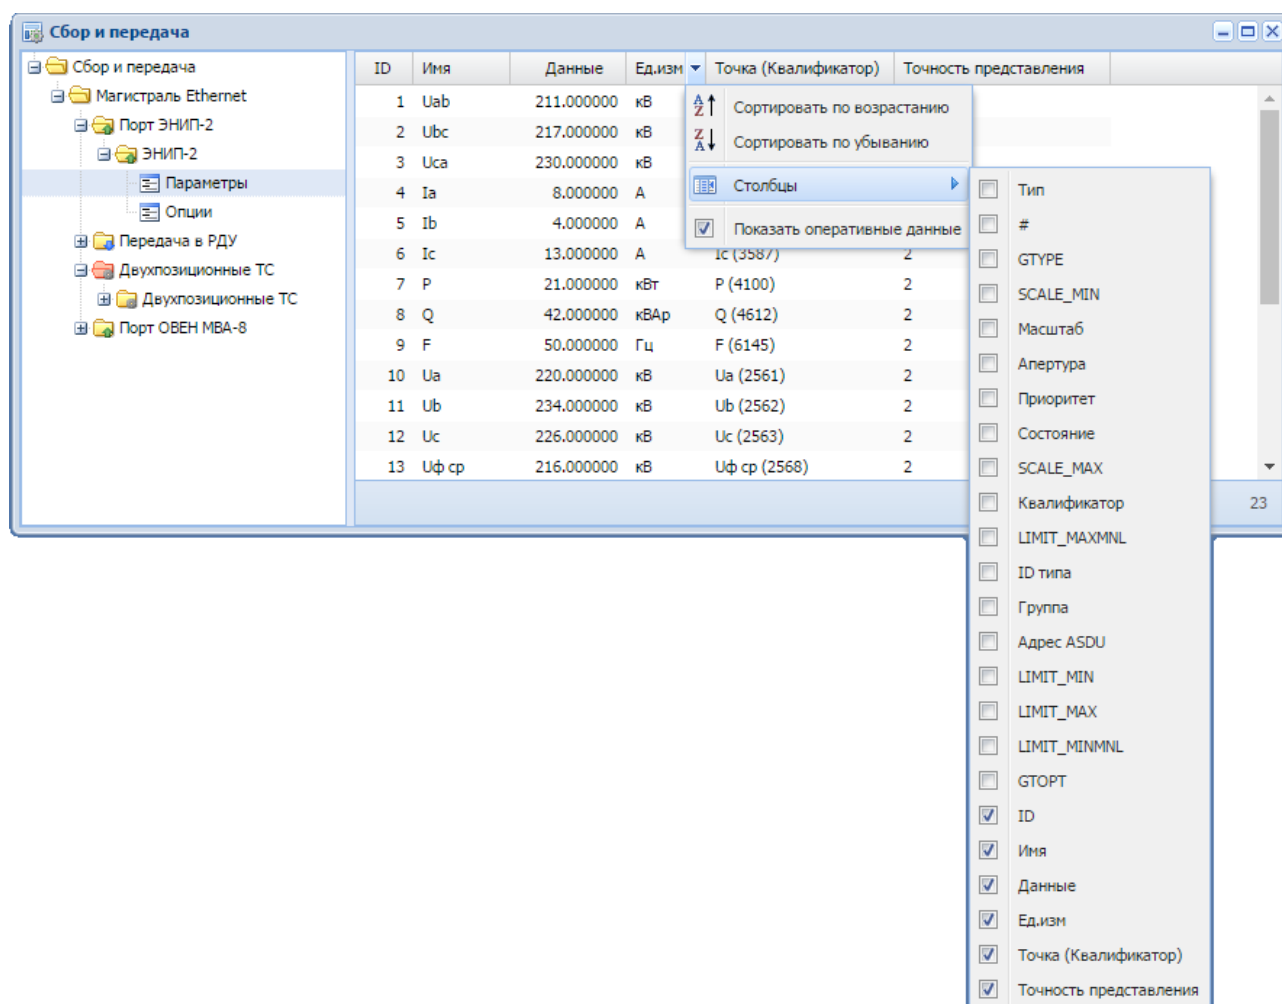 Сбор и передача
Сбор и передача
Магистраль Ethernet
Порт ЭНИП-2
ЭНИП-2
Параметры
Опции
Передача в РДУ
Двухпозиционные ТС
Двухпозиционные ТС
Порт ОВЕН МВА-8
ID Имя Данные Ед.изм Точка (Квалификатор) Точность представления
1 Uab 211.000000 кВ
2 Ubc 217.000000 кВ
3 Uca 230.000000 кВ
4 Ia 8.000000 А
5 Ib 4.000000 А
6 Ic 13.000000 А Ic (3587) 2
7 P 21.000000 кВт P (4100) 2
8 Q 42.000000 кВАр Q (4612) 2
9 F 50.000000 Гц F (6145) 2
10 Ua 220.000000 кВ Ua (2561) 2
11 Ub 234.000000 кВ Ub (2562) 2
12 Uc 226.000000 кВ Uc (2563) 2
13 Uф ср 216.000000 кВ Uф ср (2568) 2
23
Сортировать по возрастанию
Сортировать по убыванию
Столбцы
Показать оперативные данные
Тип
#
GTYPE
SCALE_MIN
Масштаб
Апертура
Приоритет
Состояние
SCALE_MAX
Квалификатор
LIMIT_MAXMNL
ID типа
Группа
Адрес ASDU
LIMIT_MIN
LIMIT_MAX
LIMIT_MINMNL
GTOPT
ID
Имя
Данные
Ед.изм
Точка (Квалификатор)
Точность представления